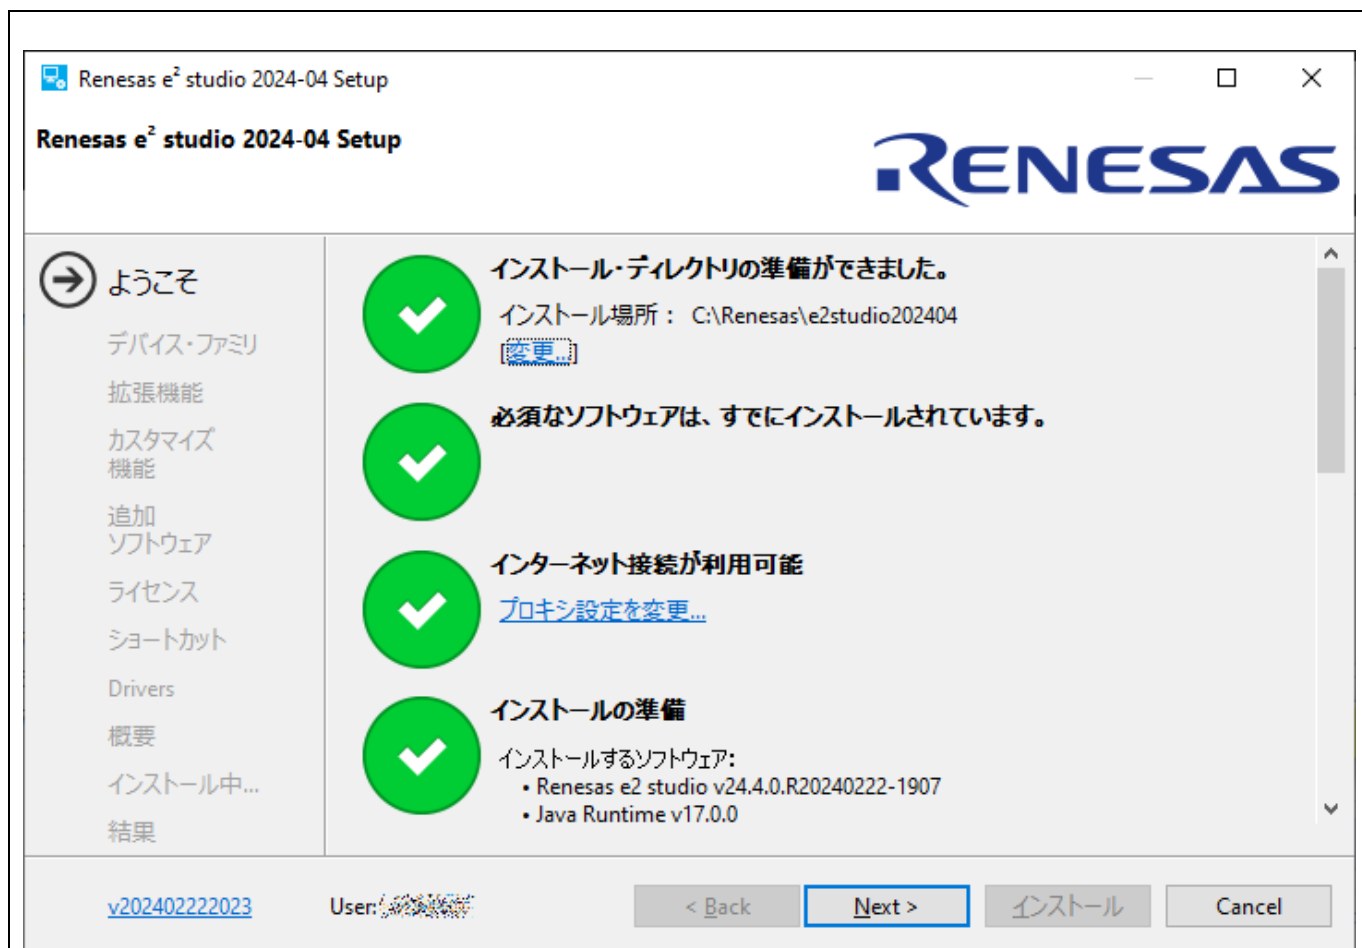 Renesas e² studio 2024-04 Setup
Renesas e² studio 2024-04 Setup
RENESAS
ようこそ
デバイス・ファミリ
拡張機能
カスタマイズ
機能
追加
ソフトウェア
ライセンス
ショートカット
Drivers
概要
インストール中...
結果
インストール・ディレクトリの準備ができました。
インストール場所： C:\Renesas\e2studio202404
[変更...]
必須なソフトウェアは、すでにインストールされています。
インターネット接続が利用可能
プロキシ設定を変更...
インストールの準備
インストールするソフトウェア:
• Renesas e2 studio v24.4.0.R20240222-1907
• Java Runtime v17.0.0
v202402222023
User:
< Back
Next >
インストール
Cancel